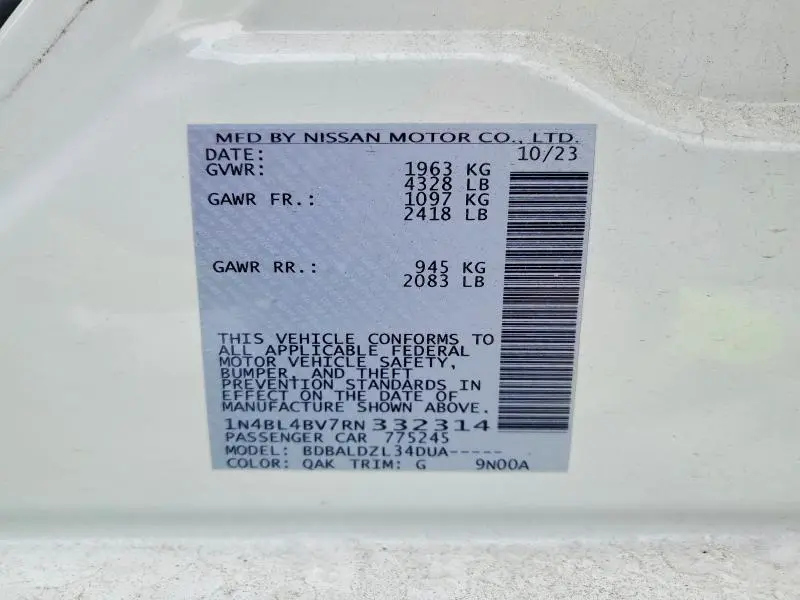 MFD BY NISSAN MOTOR CO., LTD.
DATE: 10/23
GVWR: 1963 KG
4328 LB
GAWR FR.: 1097 KG
2418 LB
GAWR RR.: 945 KG
2083 LB
THIS VEHICLE CONFORMS TO
ALL APPLICABLE FEDERAL
MOTOR VEHICLE SAFETY,
BUMPER, AND THEFT
PREVENTION STANDARDS IN
EFFECT ON THE DATE OF
MANUFACTURE SHOWN ABOVE.
1N4BL4BV7RN332314
PASSENGER CAR 775245
MODEL: BDBALDZL34DUA-----
COLOR: QAK TRIM: G 9N00A